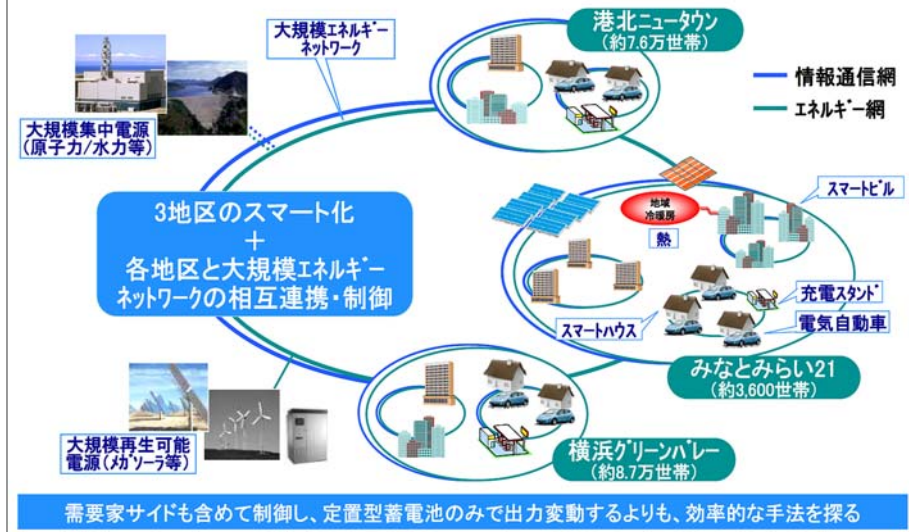 大規模エネルギー
ネットワーク
港北ニュータウン
(約7.6万世帯)
情報通信網
エネルギー網
大規模集中電源
(原子力/水力等)
スマートビル
地域
冷暖房
熱
3地区のスマート化
+
各地区と大規模エネルギー
ネットワークの相互連携・制御
充電スタンド
スマートハウス
電気自動車
みなとみらい21
(約3,600世帯)
大規模再生可能
電源(メガソーラ等)
横浜グリーンバレー
(約8.7万世帯)
需要家サイドも含めて制御し、定置型蓄電池のみで出力変動するよりも、効率的な手法を探る